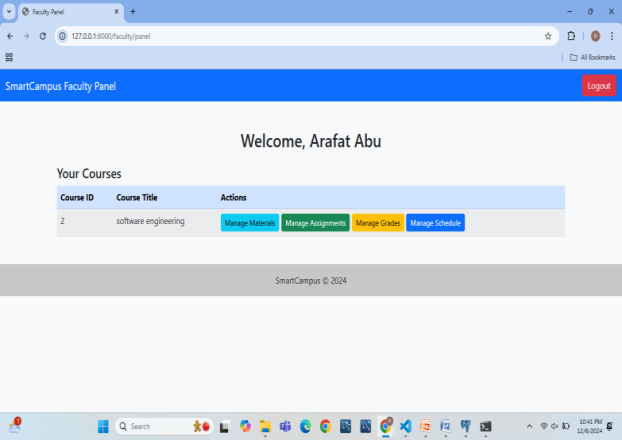 Faculty Panel
127.0.0.1:8000/faculty/panel
All Bookmarks
SmartCampus Faculty Panel
Logout
Welcome, Arafat Abu
Your Courses
Course ID Course Title Actions
2 software engineering Manage Materials Manage Assignments Manage Grades Manage Schedule
SmartCampus © 2024
Search
10:41 PM
12/6/2024